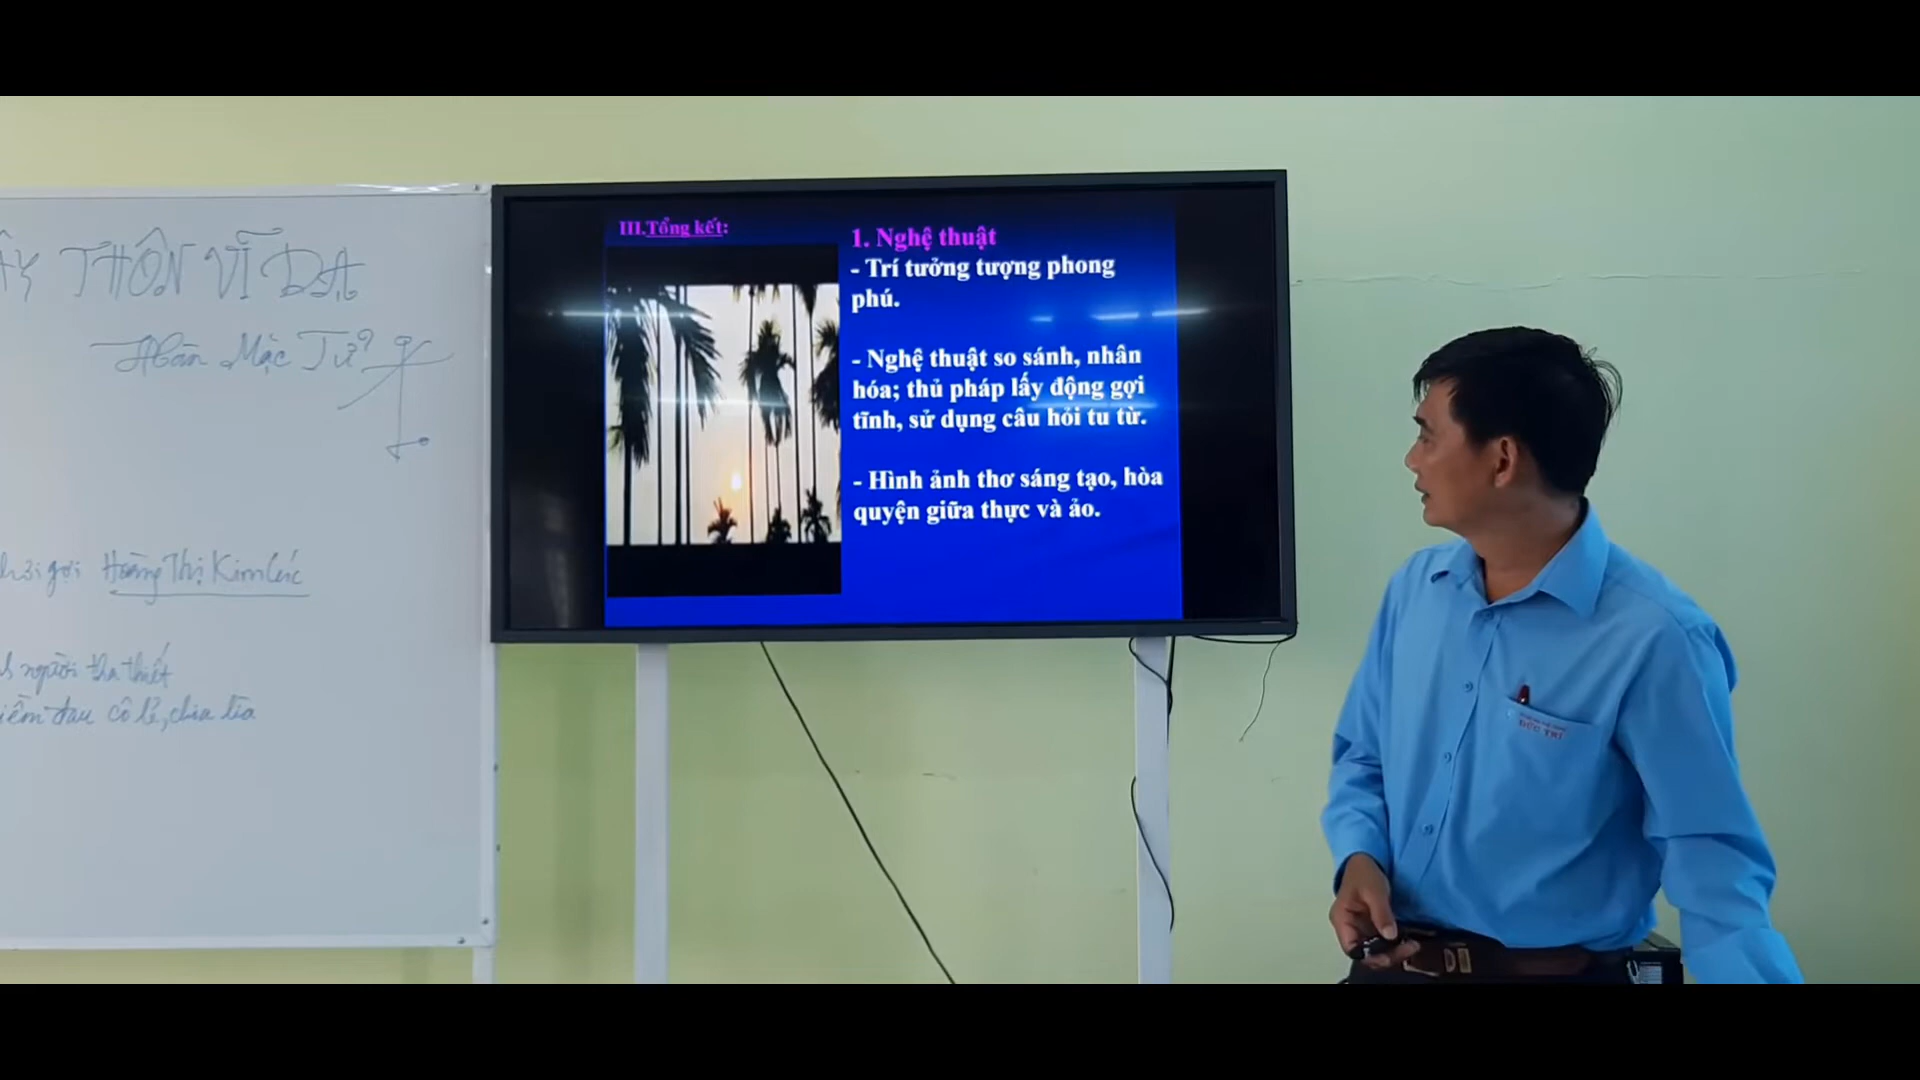 THÔN VĨ DẠ
Hàn Mặc Tử
gợi Hoàng Thị Kim Cúc
người tha thiết
đau cô lẻ, chia lìa
III.Tổng kết:
1. Nghệ thuật
- Trí tưởng tượng phong
phú.
- Nghệ thuật so sánh, nhân
hóa; thủ pháp lấy động gợi
tĩnh, sử dụng câu hỏi tu từ.
- Hình ảnh thơ sáng tạo, hòa
quyện giữa thực và ảo.
ĐỨC TRÍ